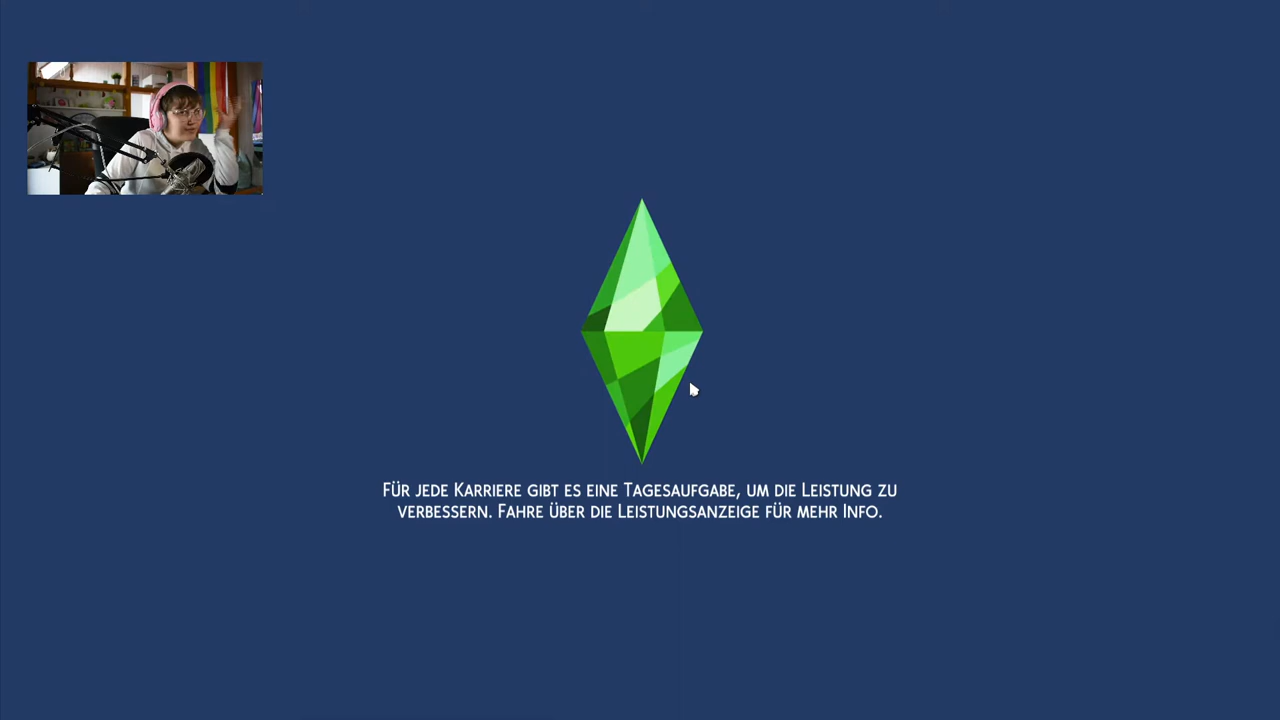 Für jede Karriere gibt es eine Tagesaufgabe, um die Leistung zu
verbessern. Fahre über die Leistungsanzeige für mehr Info.